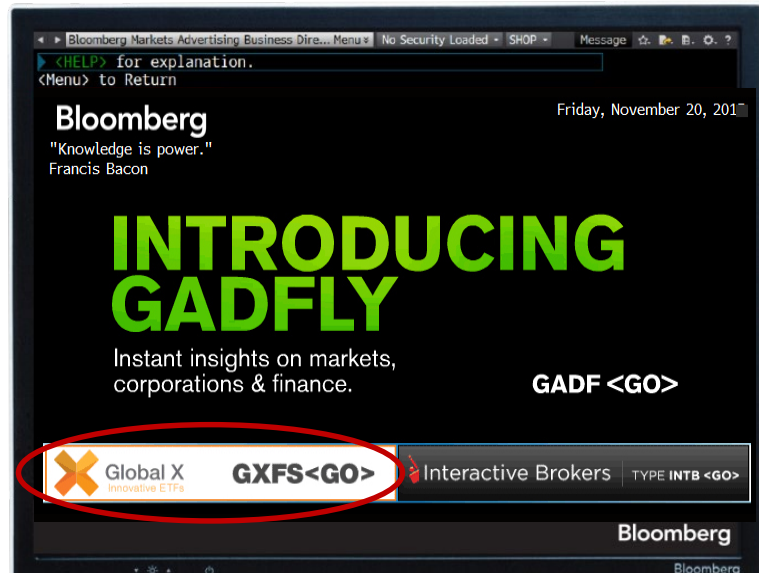 Bloomberg Markets Advertising Business Dire... Menu No Security Loaded SHOP Message ?
<HELP> for explanation.
<Menu> to Return
Bloomberg
Friday, November 20, 201
"Knowledge is power."
Francis Bacon
INTRODUCING
GADFLY
Instant insights on markets,
corporations & finance.
GADF <GO>
Global X
Innovative ETFs
GXFS<GO>
Interactive Brokers
TYPE INTB <GO>
Bloomberg
Bloomberg